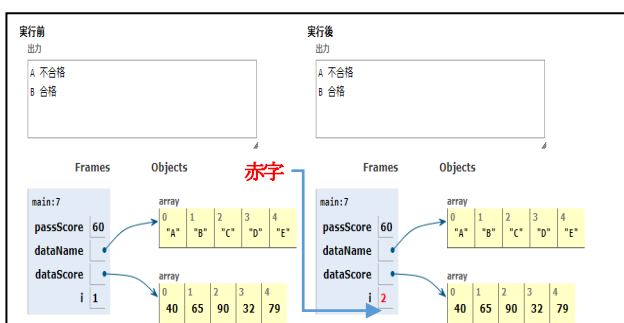 実行前
出力
A 不合格
B 合格
Frames Objects
main:7
passScore 60
dataName
dataScore
i 1
array
0 1 2 3 4
"A" "B" "C" "D" "E"
array
0 1 2 3 4
40 65 90 32 79
赤字
実行後
出力
A 不合格
B 合格
Frames Objects
main:7
passScore 60
dataName
dataScore
i 2
array
0 1 2 3 4
"A" "B" "C" "D" "E"
array
0 1 2 3 4
40 65 90 32 79